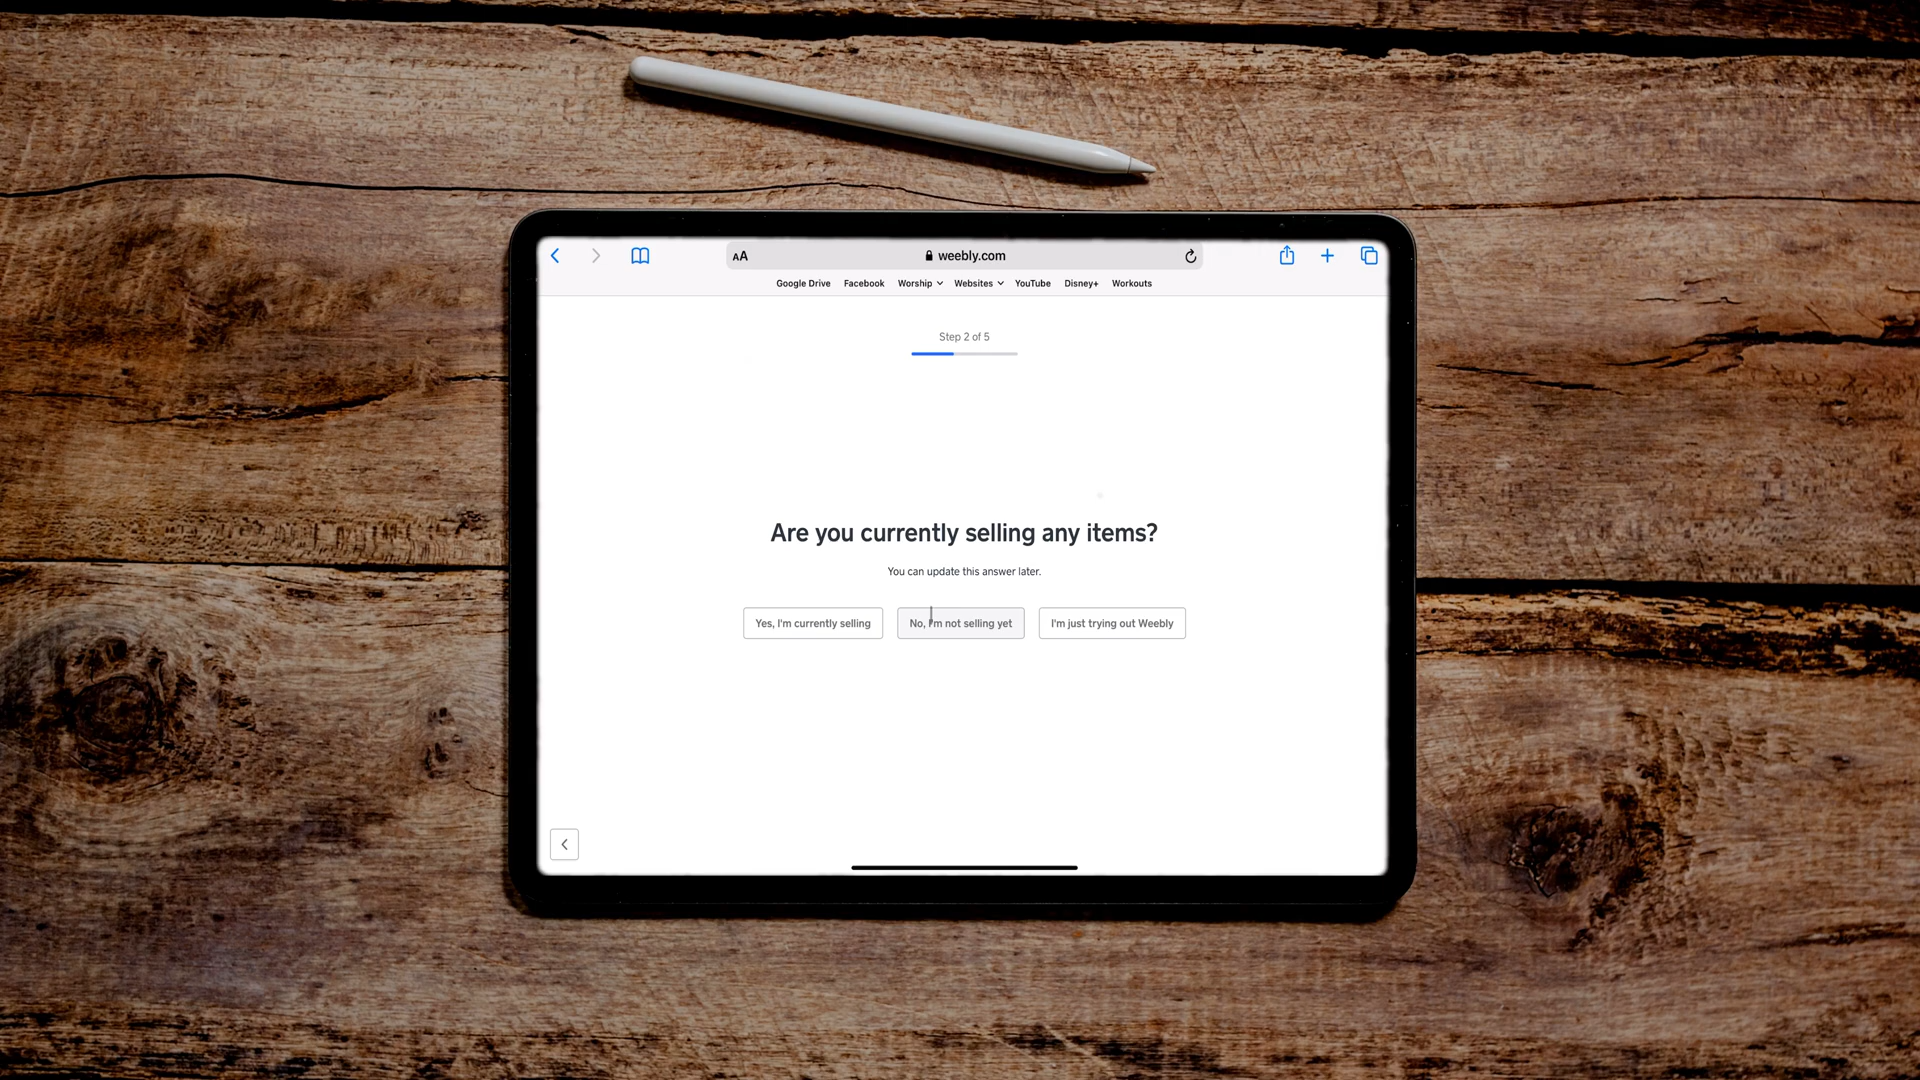 AA weebly.com
Google Drive Facebook Worship Websites YouTube Disney+ Workouts
Step 2 of 5
Are you currently selling any items?
You can update this answer later.
Yes, I'm currently selling No, I'm not selling yet I'm just trying out Weebly